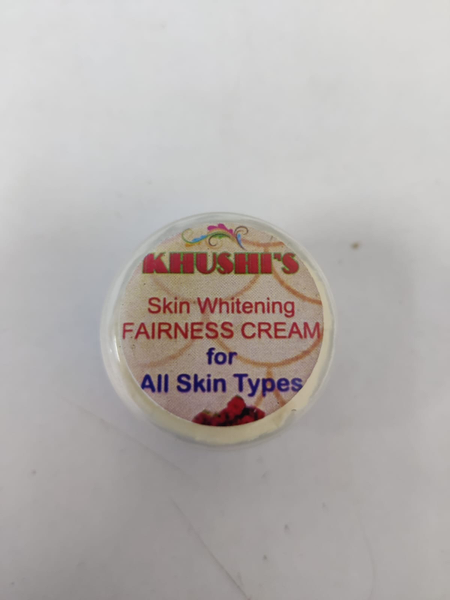 KHUSHI'S
Skin Whitening
FAIRNESS CREAM
for
All Skin Types